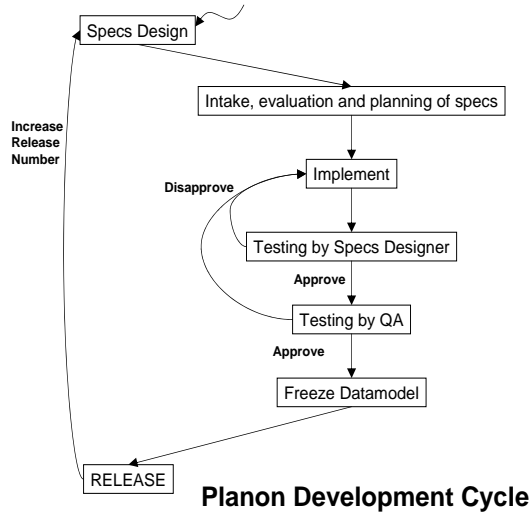 Specs Design
Intake, evaluation and planning of specs
Increase
Release
Number
Implement
Disapprove
Testing by Specs Designer
Approve
Testing by QA
Approve
Freeze Datamodel
RELEASE
Planon Development Cycle